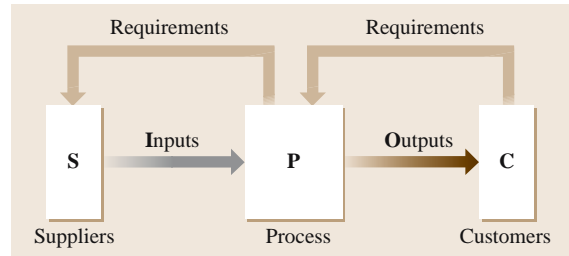 Requirements
Requirements
Inputs
Outputs
S
P
C
Suppliers
Process
Customers